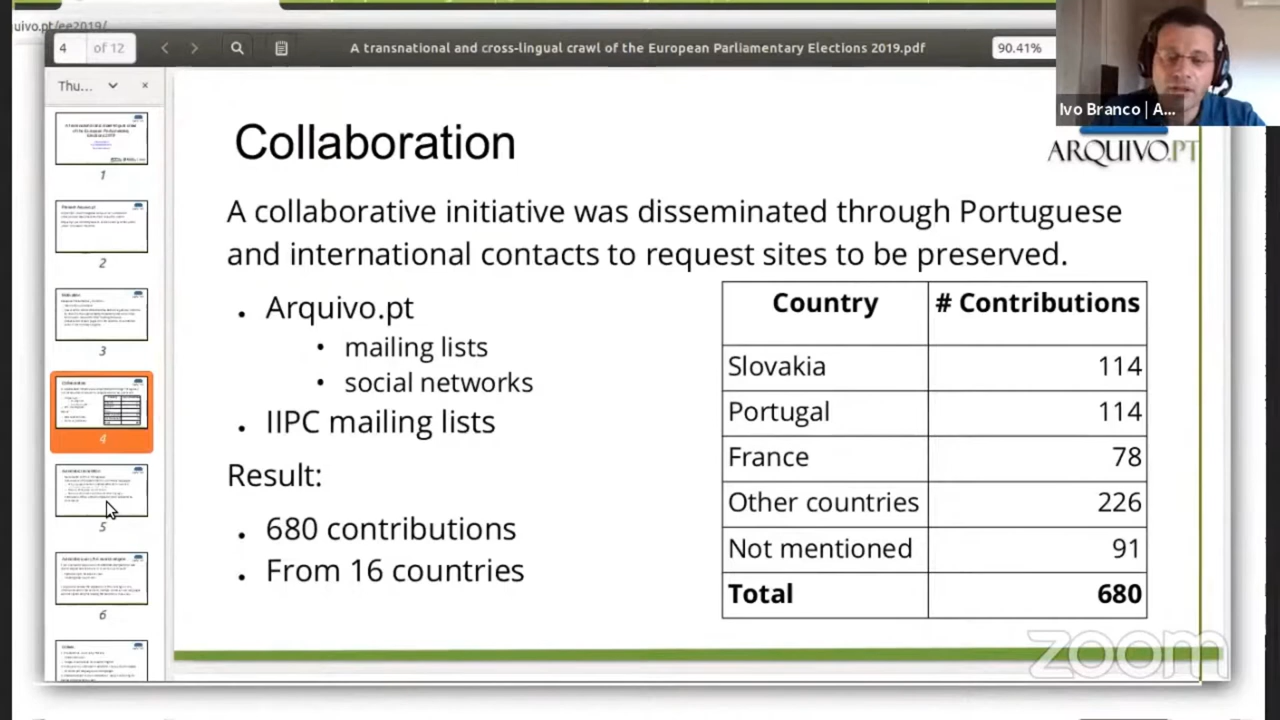 quivo.pt/ee2019/
4 of 12
A transnational and cross-lingual crawl of the European Parliamentary Elections 2019.pdf
90.41%
Thu...
Ivo Branco | A...
ARQUIVO.PT
Collaboration
A collaborative initiative was disseminated through Portuguese
and international contacts to request sites to be preserved.
Arquivo.pt
mailing lists
social networks
IIPC mailing lists
Result:
680 contributions
From 16 countries
Country # Contributions
Slovakia 114
Portugal 114
France 78
Other countries 226
Not mentioned 91
Total 680
1
2
3
4
5
6
zoom